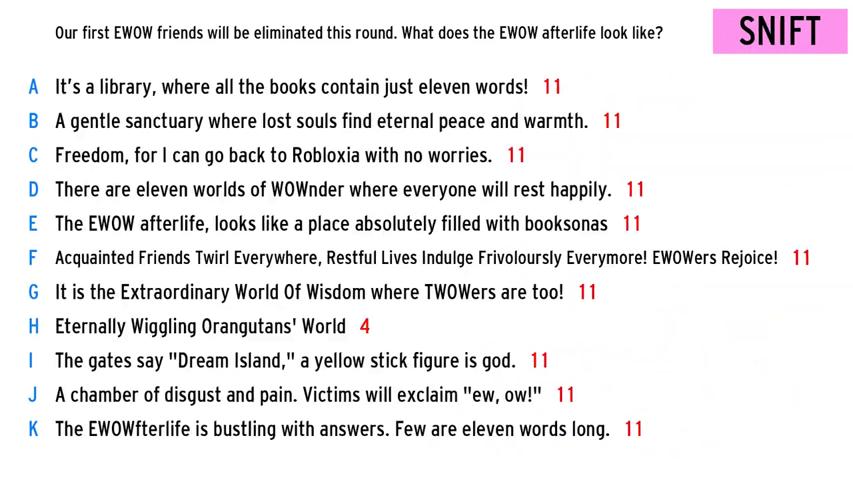 Our first EWOW friends will be eliminated this round. What does the EWOW afterlife look like?
SNIFT
A It's a library, where all the books contain just eleven words! 11
B A gentle sanctuary where lost souls find eternal peace and warmth. 11
C Freedom, for I can go back to Robloxia with no worries. 11
D There are eleven worlds of WOWnder where everyone will rest happily. 11
E The EWOW afterlife, looks like a place absolutely filled with booksonas 11
F Acquainted Friends Twirl Everywhere, Restful Lives Indulge Frivoloursly Everymore! EWOWers Rejoice! 11
G It is the Extraordinary World Of Wisdom where TWOWers are too! 11
H Eternally Wiggling Orangutans' World 4
I The gates say "Dream Island," a yellow stick figure is god. 11
J A chamber of disgust and pain. Victims will exclaim "ew, ow!" 11
K The EWOWfterlife is bustling with answers. Few are eleven words long. 11